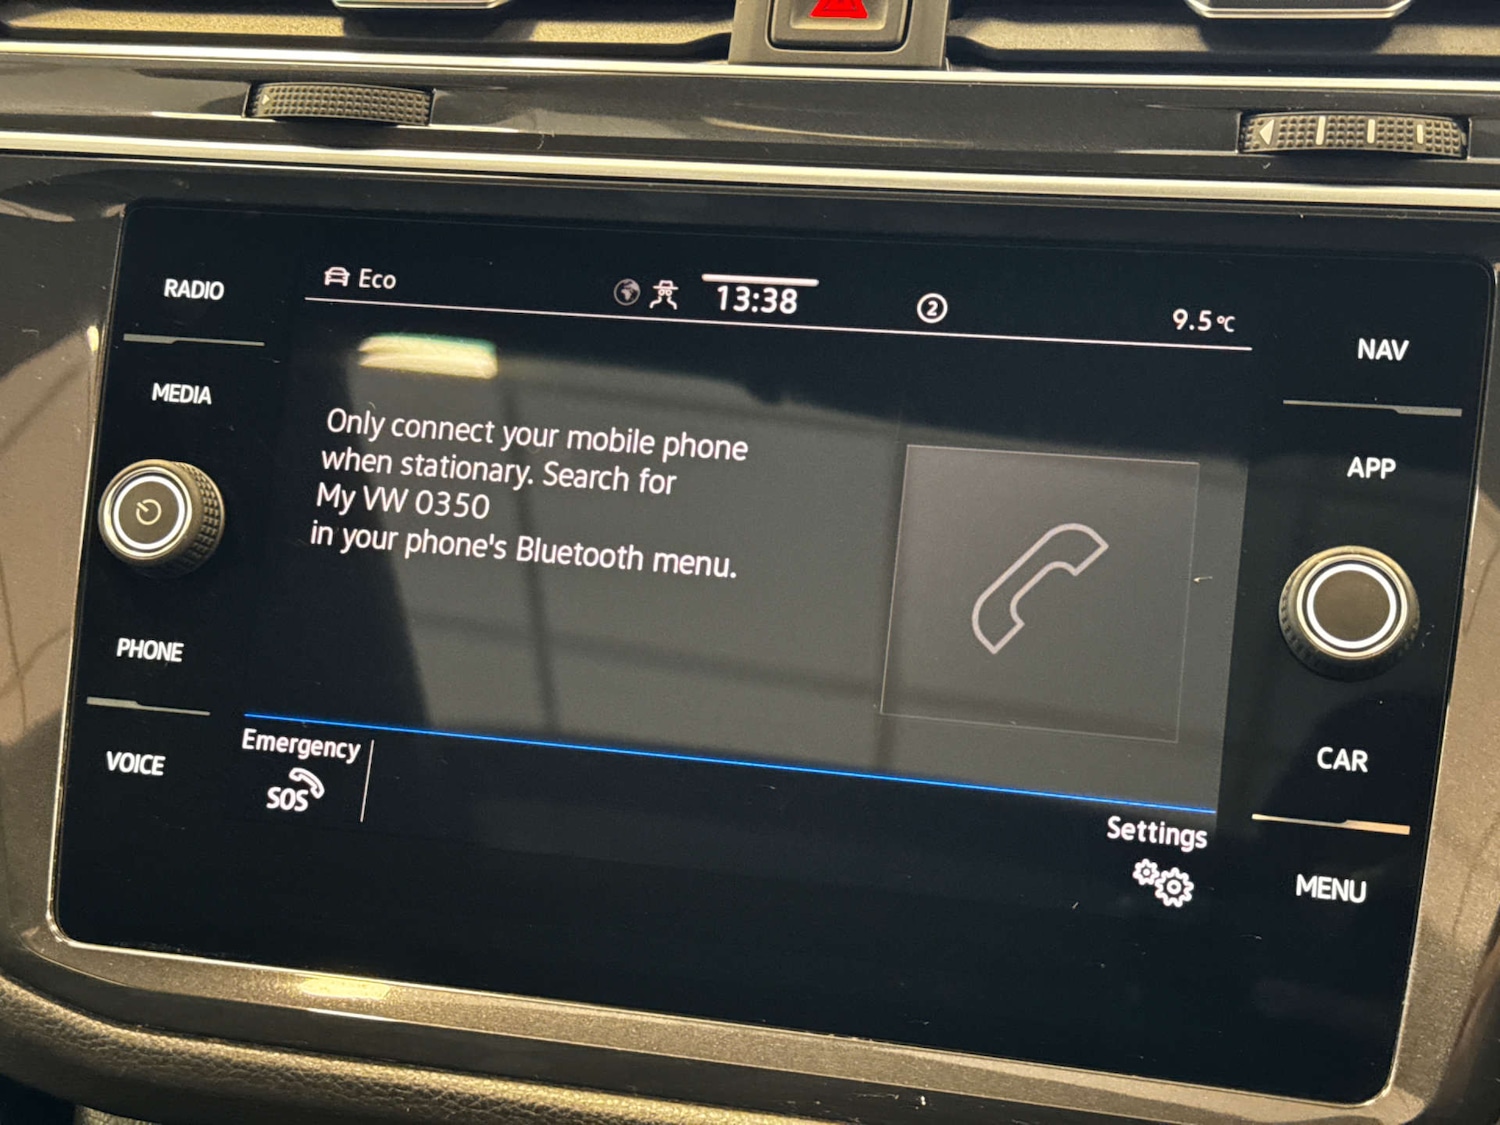 RADIO
MEDIA
PHONE
VOICE
Eco
13:38
2
9.5°C
Only connect your mobile phone
when stationary. Search for
My VW 0350
in your phone's Bluetooth menu.
Emergency
SOS
Settings
NAV
APP
CAR
MENU